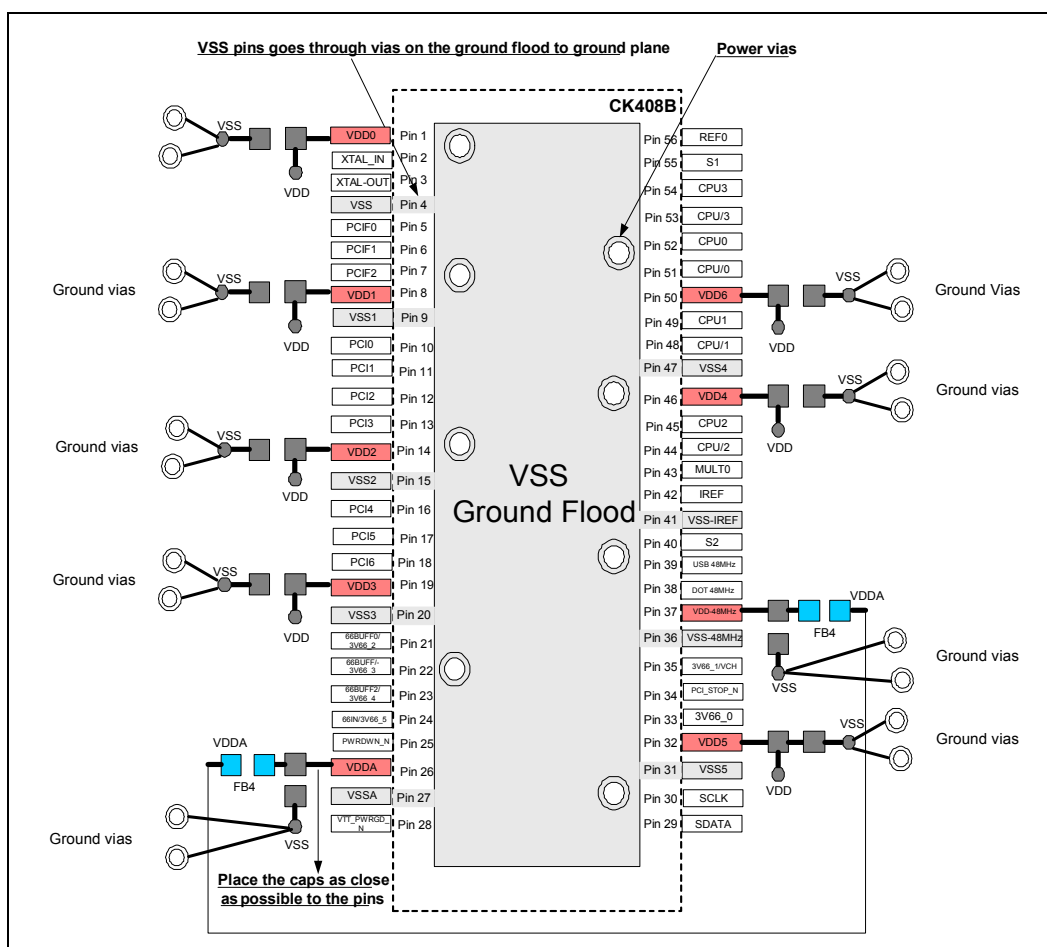 VSS pins goes through vias on the ground flood to ground plane
Power vias
CK408B
VSS
VDD
VDD0 Pin 1
XTAL_IN Pin 2
XTAL-OUT Pin 3
VSS Pin 4
PCIF0 Pin 5
PCIF1 Pin 6
PCIF2 Pin 7
Ground vias
VSS
VDD
VDD1 Pin 8
VSS1 Pin 9
PCI0 Pin 10
PCI1 Pin 11
PCI2 Pin 12
PCI3 Pin 13
Ground vias
VSS
VDD
VDD2 Pin 14
VSS2 Pin 15
PCI4 Pin 16
PCI5 Pin 17
PCI6 Pin 18
Ground vias
VSS
VDD
VDD3 Pin 19
VSS3 Pin 20
66BUFF0/
3V66_2
Pin 21
66BUFF/-
3V66_3
Pin 22
66BUFF2/
3V66_4
Pin 23
66IN/3V66_5 Pin 24
PWRDWN_N Pin 25
VDDA
FB4
VDDA Pin 26
VSSA Pin 27
VTT_PWRGD_
N
Pin 28
VSS
Ground vias
Place the caps as close
as possible to the pins
VSS
Ground Flood
Pin 56 REF0
Pin 55 S1
Pin 54 CPU3
Pin 53 CPU/3
Pin 52 CPU0
Pin 51 CPU/0
Pin 50 VDD6
VDD
VSS
Ground Vias
Pin 49 CPU1
Pin 48 CPU/1
Pin 47 VSS4
Pin 46 VDD4
VDD
VSS
Ground vias
Pin 45 CPU2
Pin 44 CPU/2
Pin 43 MULT0
Pin 42 IREF
Pin 41 VSS-IREF
Pin 40 S2
Pin 39 USB 48MHz
Pin 38 DOT 48MHz
Pin 37 VDD-48MHz
VDDA
FB4
Pin 36 VSS-48MHz
VSS
Ground vias
Pin 35 3V66_1/VCH
Pin 34 PCI_STOP_N
Pin 33 3V66_0
Pin 32 VDD5
VDD
VSS
Ground vias
Pin 31 VSS5
Pin 30 SCLK
Pin 29 SDATA